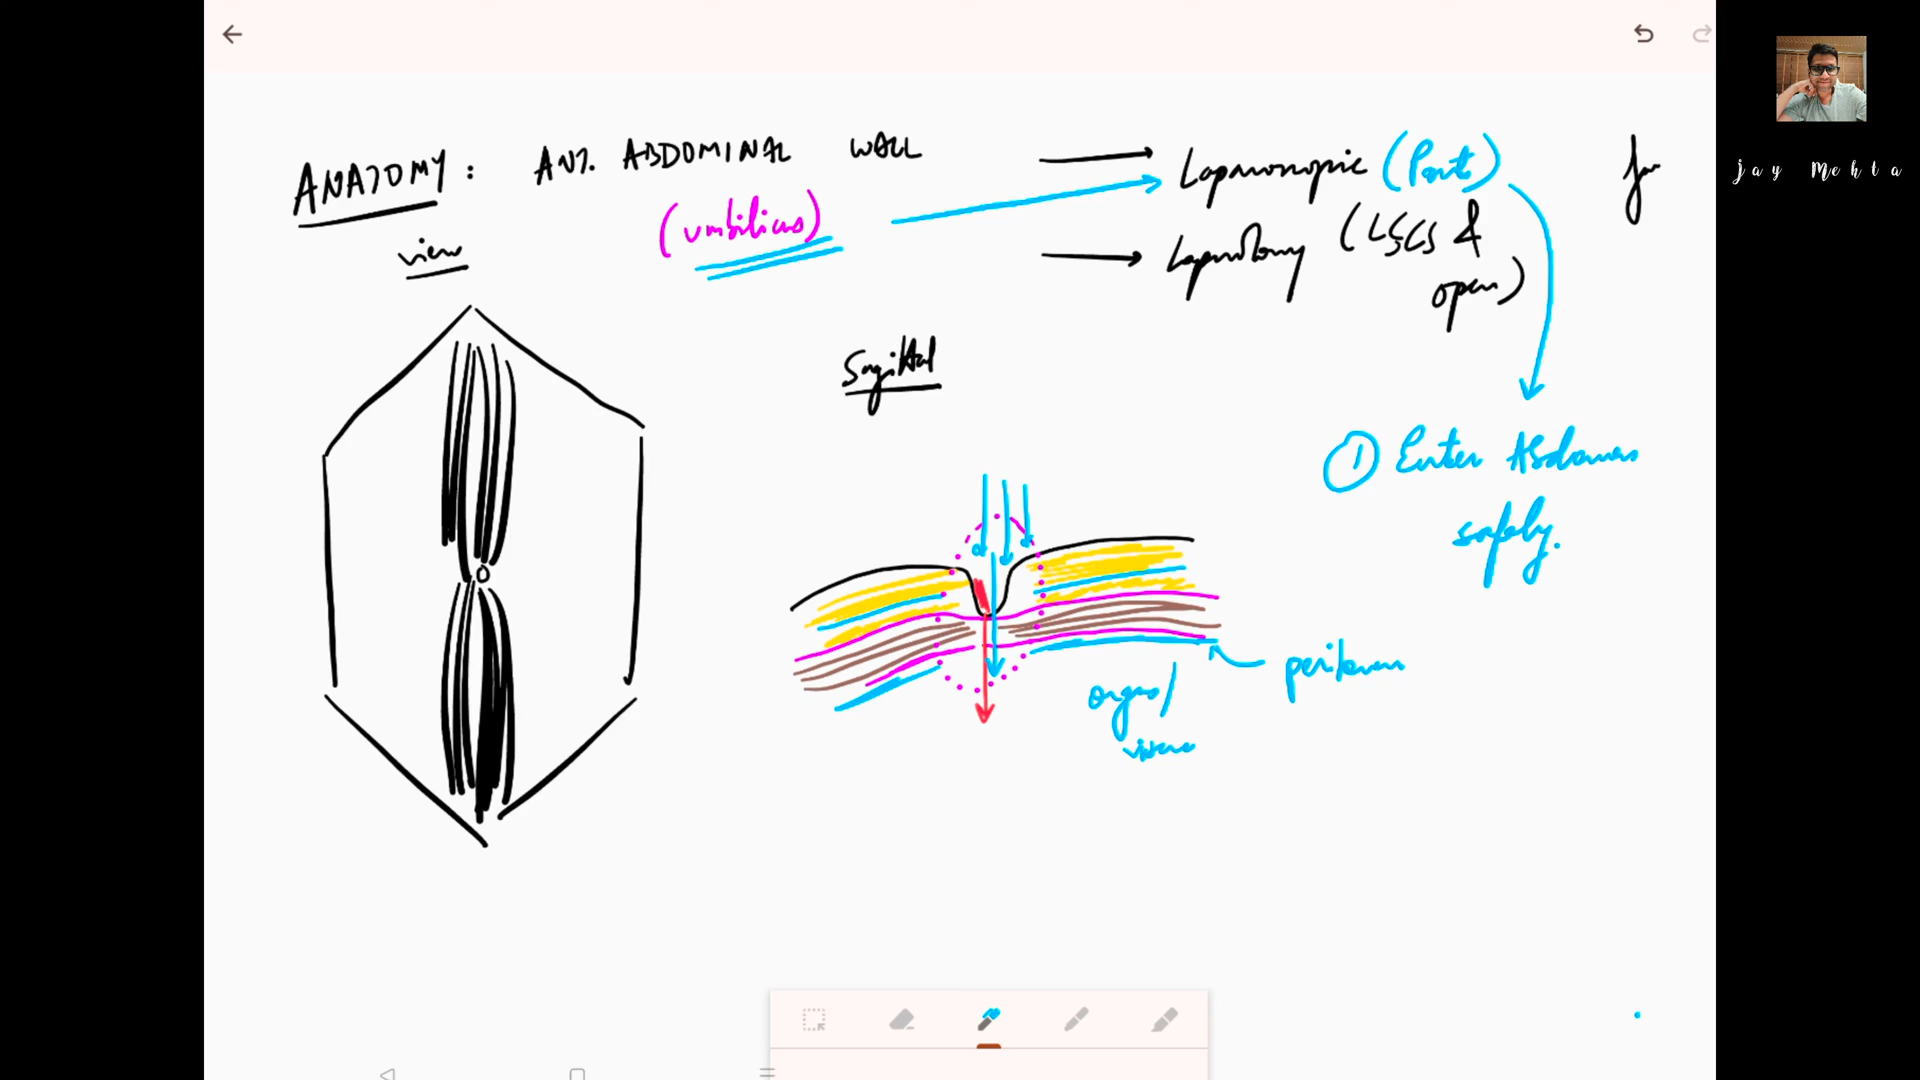 ANATOMY : ANT. ABDOMINAL WALL
(umbilicus)
view
Laparoscopic (Port)
Laparotomy (LSCS &
open)
Sagittal
① Enter Abdomen
safely.
peritoneum
organs/
Jay Mehta